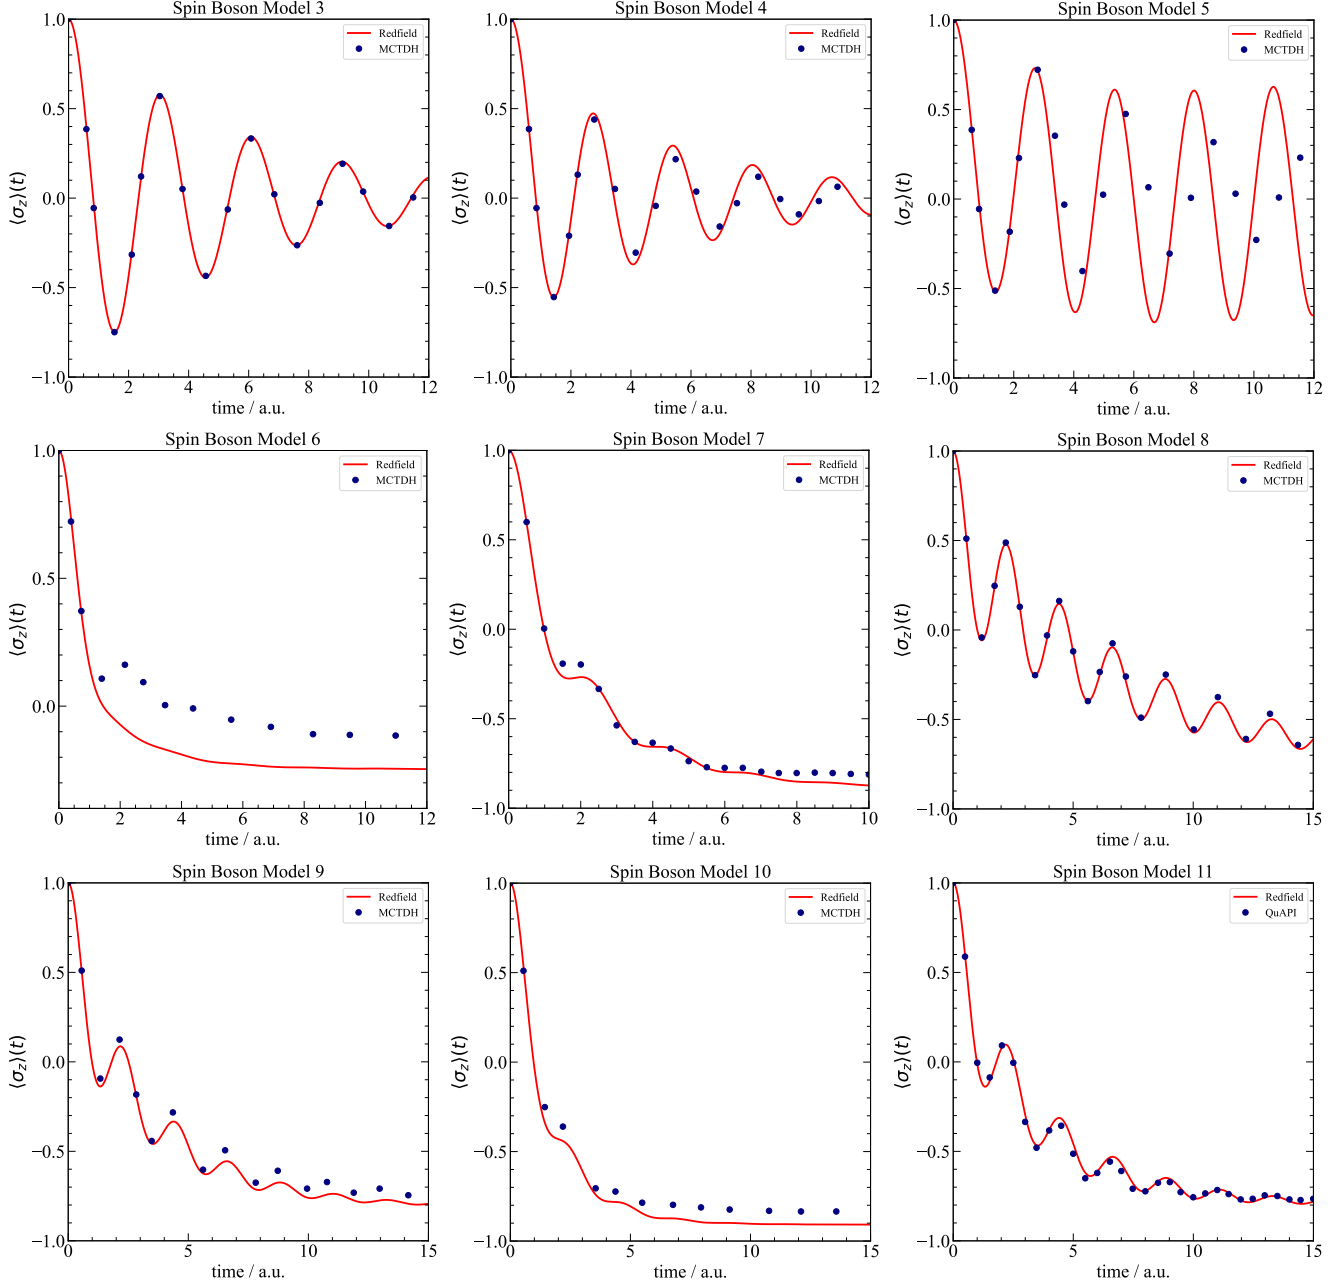 Spin Boson Model 3
Redfield
MCTDH
1.0
0.5
0.0
−0.5
−1.0
⟨σz⟩(t)
0 2 4 6 8 10 12
time / a.u.
Spin Boson Model 4
Redfield
MCTDH
1.0
0.5
0.0
−0.5
−1.0
⟨σz⟩(t)
0 2 4 6 8 10 12
time / a.u.
Spin Boson Model 5
Redfield
MCTDH
1.0
0.5
0.0
−0.5
−1.0
⟨σz⟩(t)
0 2 4 6 8 10 12
time / a.u.
Spin Boson Model 6
Redfield
MCTDH
1.0
0.5
0.0
⟨σz⟩(t)
0 2 4 6 8 10 12
time / a.u.
Spin Boson Model 7
Redfield
MCTDH
1.0
0.5
0.0
−0.5
−1.0
⟨σz⟩(t)
0 2 4 6 8 10
time / a.u.
Spin Boson Model 8
Redfield
MCTDH
1.0
0.5
0.0
−0.5
−1.0
⟨σz⟩(t)
0 5 10 15
time / a.u.
Spin Boson Model 9
Redfield
MCTDH
1.0
0.5
0.0
−0.5
−1.0
⟨σz⟩(t)
0 5 10 15
time / a.u.
Spin Boson Model 10
Redfield
MCTDH
1.0
0.5
0.0
−0.5
−1.0
⟨σz⟩(t)
0 5 10 15
time / a.u.
Spin Boson Model 11
Redfield
QuAPI
1.0
0.5
0.0
−0.5
−1.0
⟨σz⟩(t)
0 5 10 15
time / a.u.